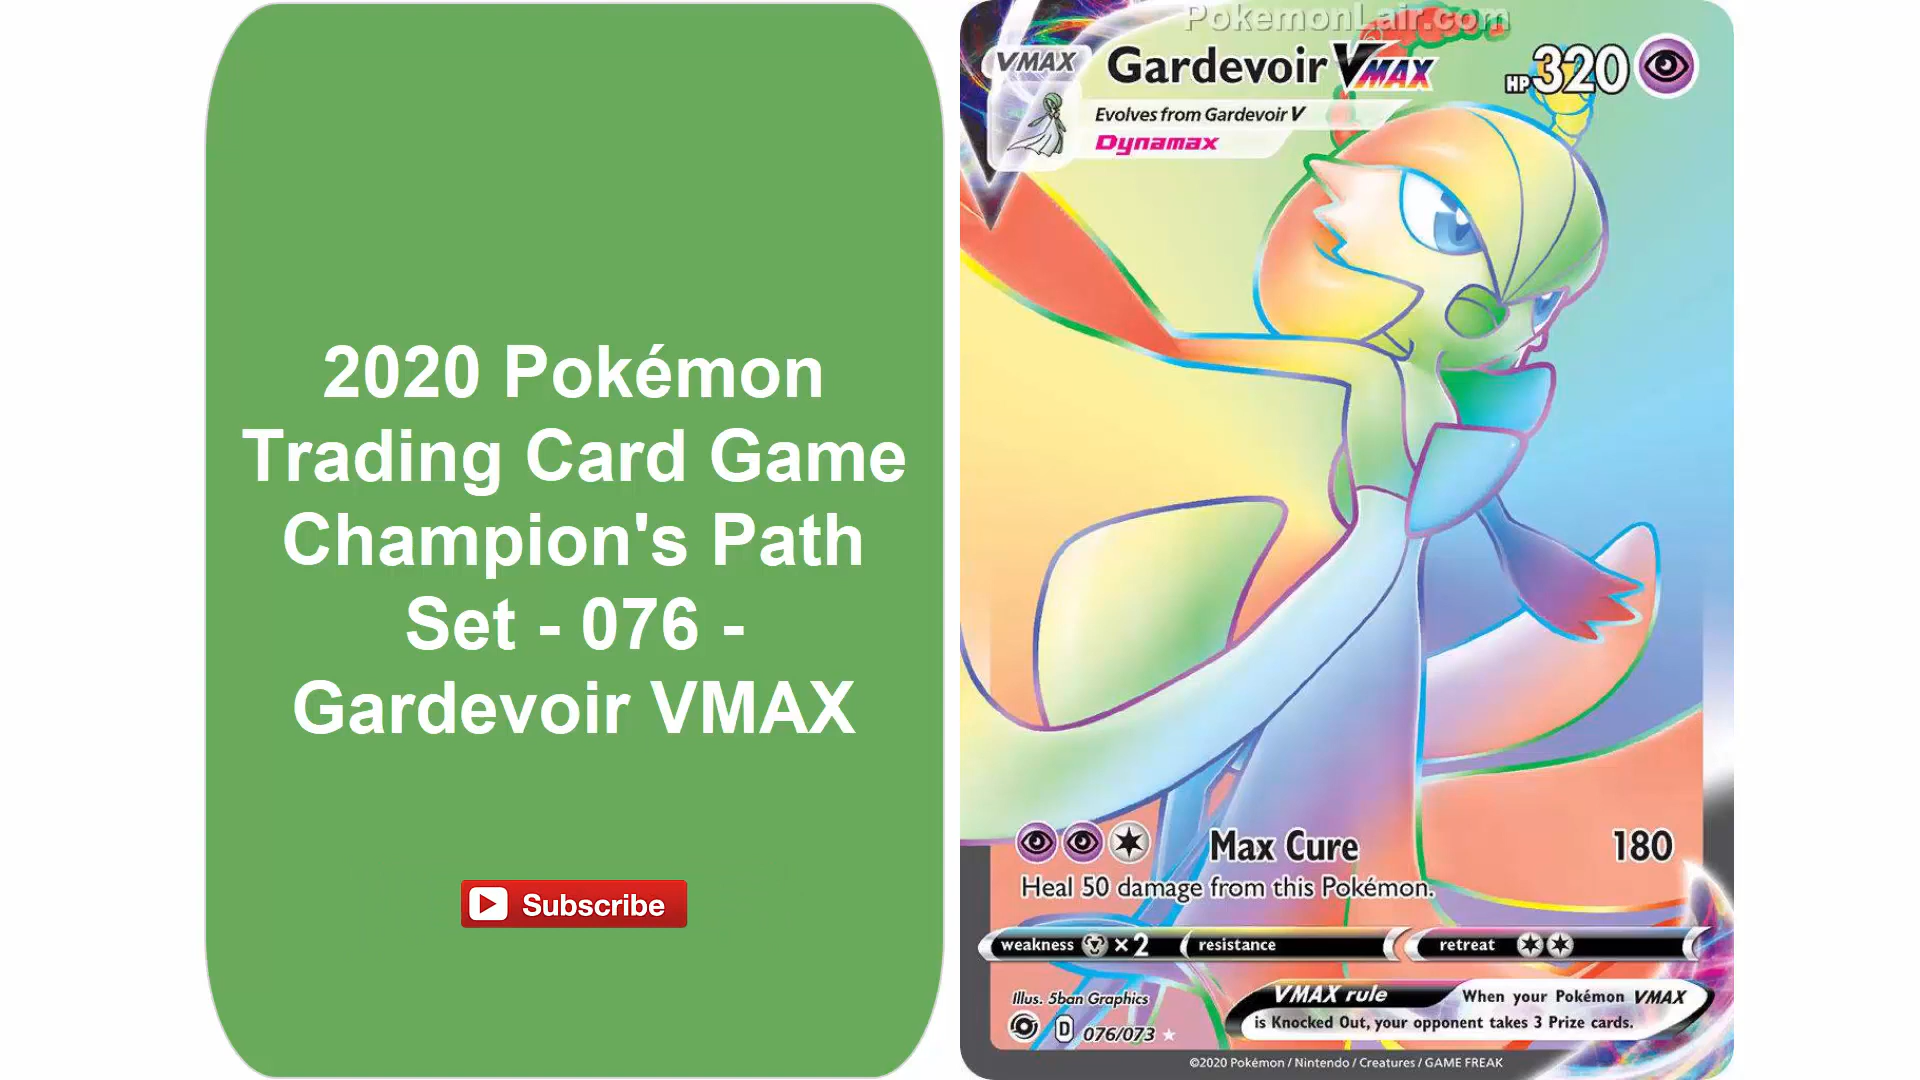 2020 Pokémon
Trading Card Game
Champion's Path
Set - 076 -
Gardevoir VMAX
Subscribe
PokemonLair.com
VMAX
Gardevoir VMAX
HP 320
Evolves from Gardevoir V
Dynamax
Max Cure 180
Heal 50 damage from this Pokémon.
weakness ×2 resistance retreat
Illus. 5ban Graphics
VMAX rule When your Pokémon VMAX
is Knocked Out, your opponent takes 3 Prize cards.
D 076/073
©2020 Pokémon / Nintendo / Creatures / GAME FREAK